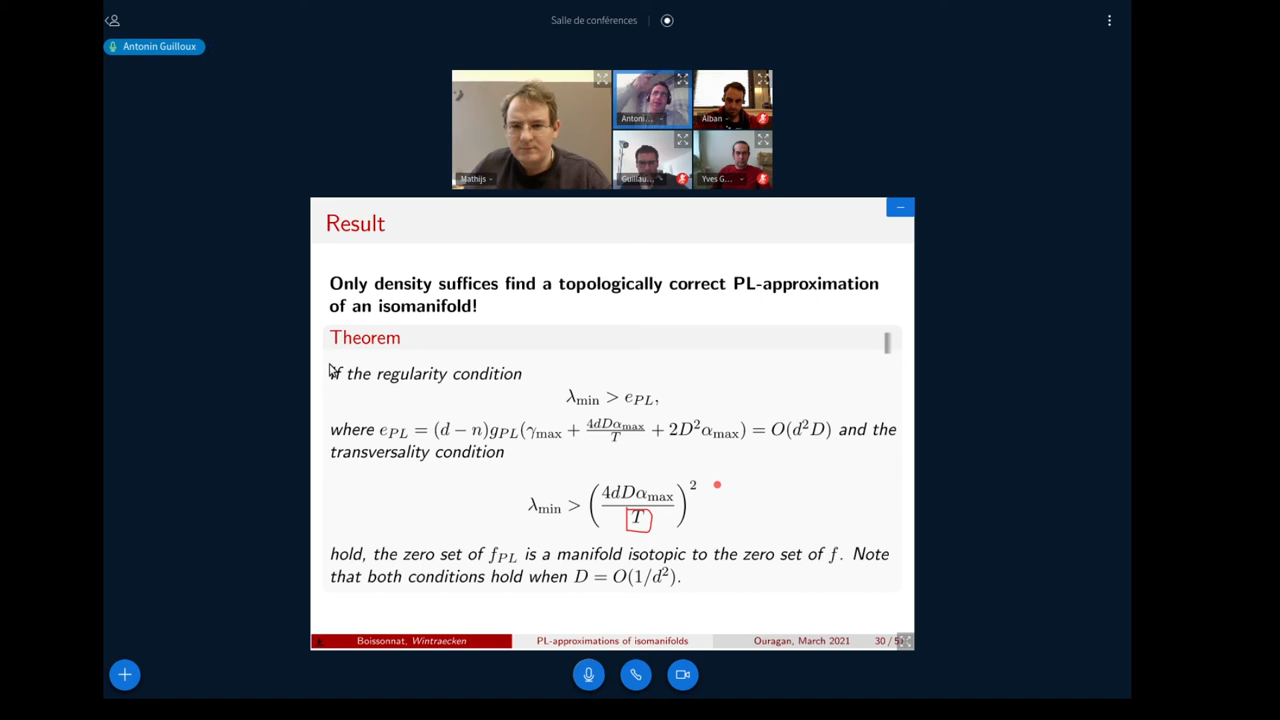 Salle de conférences
Antonin Guilloux
Antoni...
Alban
Mathijs
Guillau...
Yves G...
Result
Only density suffices find a topologically correct PL-approximation
of an isomanifold!
Theorem
If the regularity condition
λ_min > e_PL,
where e_PL = (d − n)g_PL(γ_max + 4dDα_max/T + 2D²α_max) = O(d²D) and the
transversality condition
λ_min > (4dDα_max/T)²
hold, the zero set of f_PL is a manifold isotopic to the zero set of f. Note
that both conditions hold when D = O(1/d²).
Boissonnat, Wintraecken PL-approximations of isomanifolds Ouragan, March 2021 30 / 5